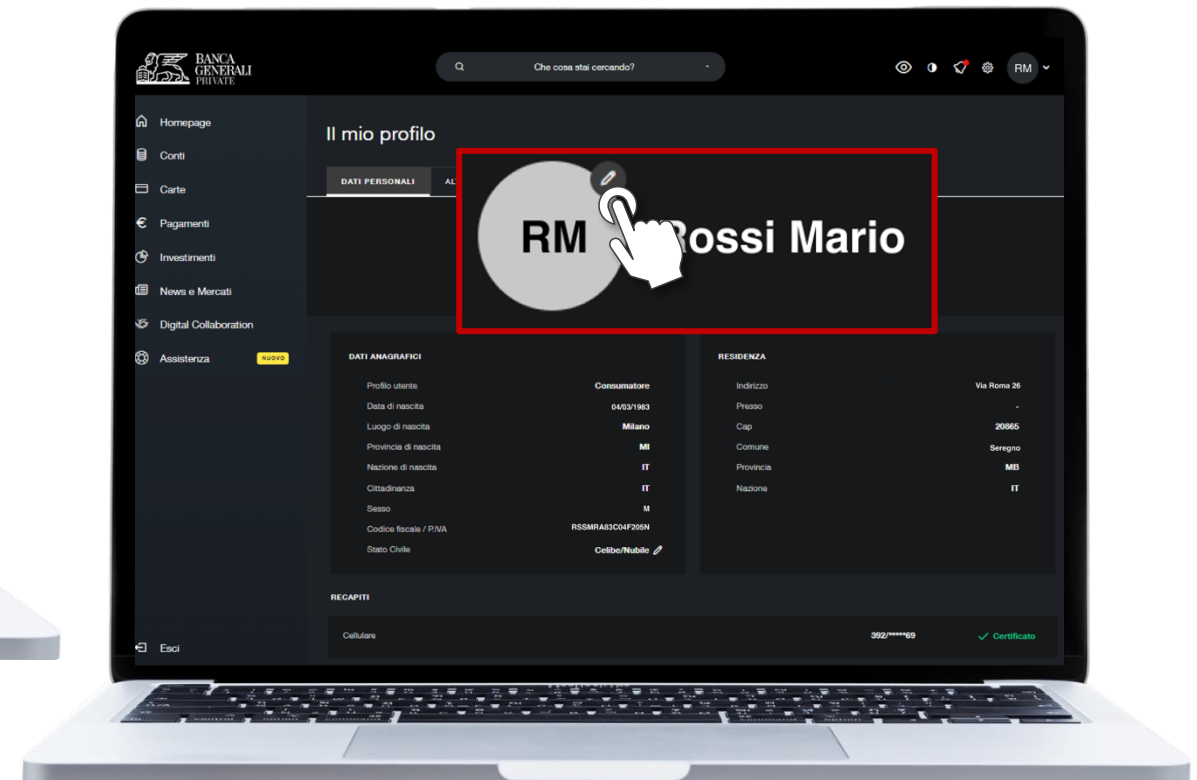 BANCA
GENERALI
PRIVATE
Che cosa stai cercando?
RM
Homepage
Conti
Carte
Pagamenti
Investimenti
News e Mercati
Digital Collaboration
Assistenza NUOVO
Esci
Il mio profilo
DATI PERSONALI
RM Rossi Mario
DATI ANAGRAFICI
Profilo utente Consumatore
Data di nascita 04/03/1983
Luogo di nascita Milano
Provincia di nascita MI
Nazione di nascita IT
Cittadinanza IT
Sesso M
Codice fiscale / P.IVA RSSMRA83C04F205N
Stato Civile Celibe/Nubile
RESIDENZA
Indirizzo Via Roma 26
Presso -
Cap 20865
Comune Seregno
Provincia MB
Nazione IT
RECAPITI
Cellulare 392/*****69 Certificato
control option command option